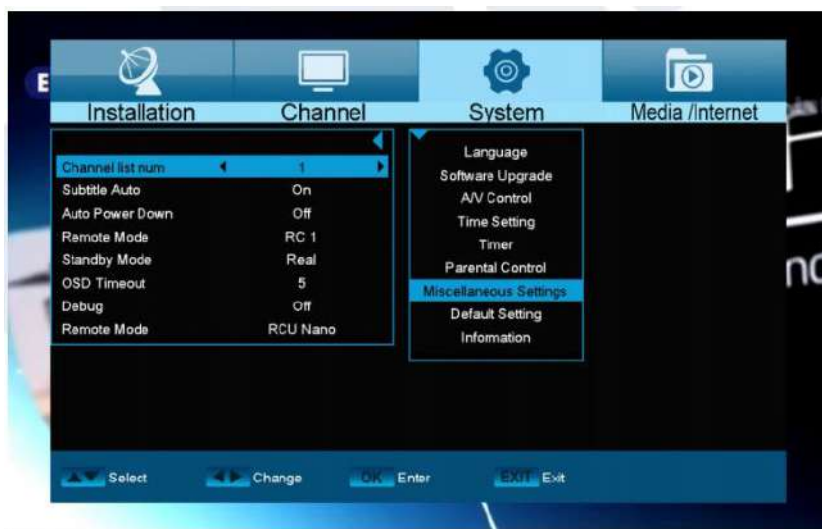 Installation Channel System Media /Internet
Channel list num 1
Subtitle Auto On
Auto Power Down Off
Remote Mode RC 1
Standby Mode Real
OSD Timeout 5
Debug Off
Remote Mode RCU Nano
Language
Software Upgrade
A/V Control
Time Setting
Timer
Parental Control
Miscellaneous Settings
Default Setting
Information
Select OK Enter EXIT Exit
Change